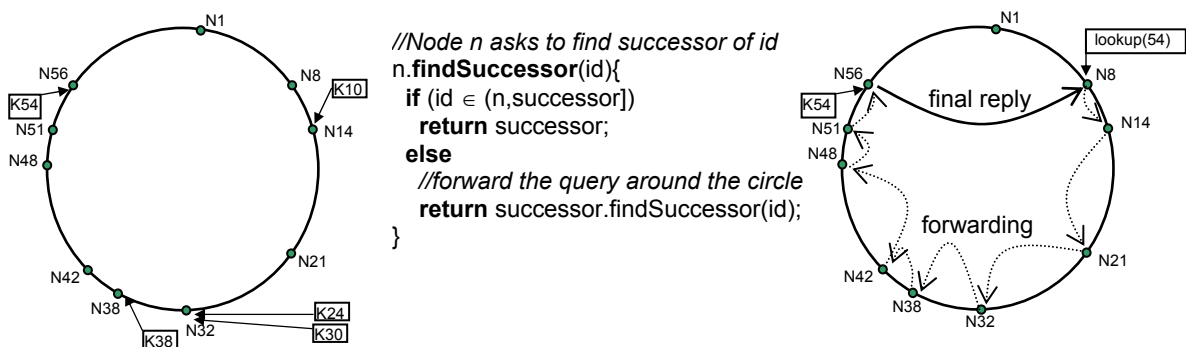 N1
N56
K54
N8
K10
N51
N14
N48
N42
N21
N38
K24
N32
K30
K38
//Node n asks to find successor of id
n.findSuccessor(id){
if (id ∈ (n,successor])
return successor;
else
//forward the query around the circle
return successor.findSuccessor(id);
}
N1
lookup(54)
N56
N8
K54
final reply
N51
N14
N48
forwarding
N42
N21
N38
N32